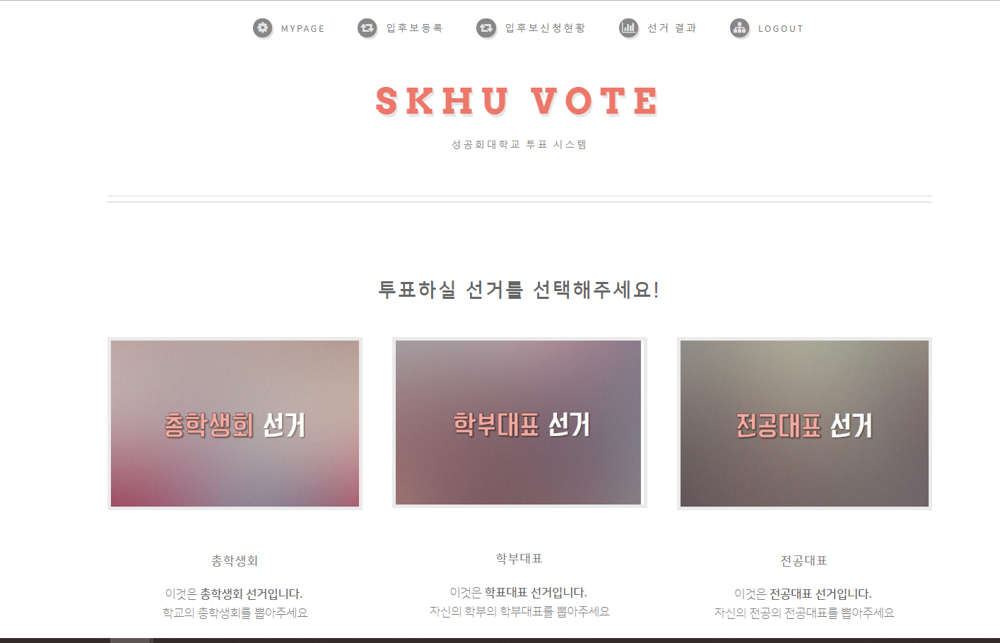 MYPAGE 입후보등록 입후보신청현황 선거 결과 LOGOUT
SKHU VOTE
성공회대학교 투표 시스템
투표하실 선거를 선택해주세요!
총학생회 선거
학부대표 선거
전공대표 선거
총학생회
이것은 총학생회 선거입니다.
학교의 총학생회를 뽑아주세요
학부대표
이것은 학표대표 선거입니다.
자신의 학부의 학부대표를 뽑아주세요
전공대표
이것은 전공대표 선거입니다.
자신의 전공의 전공대표를 뽑아주세요